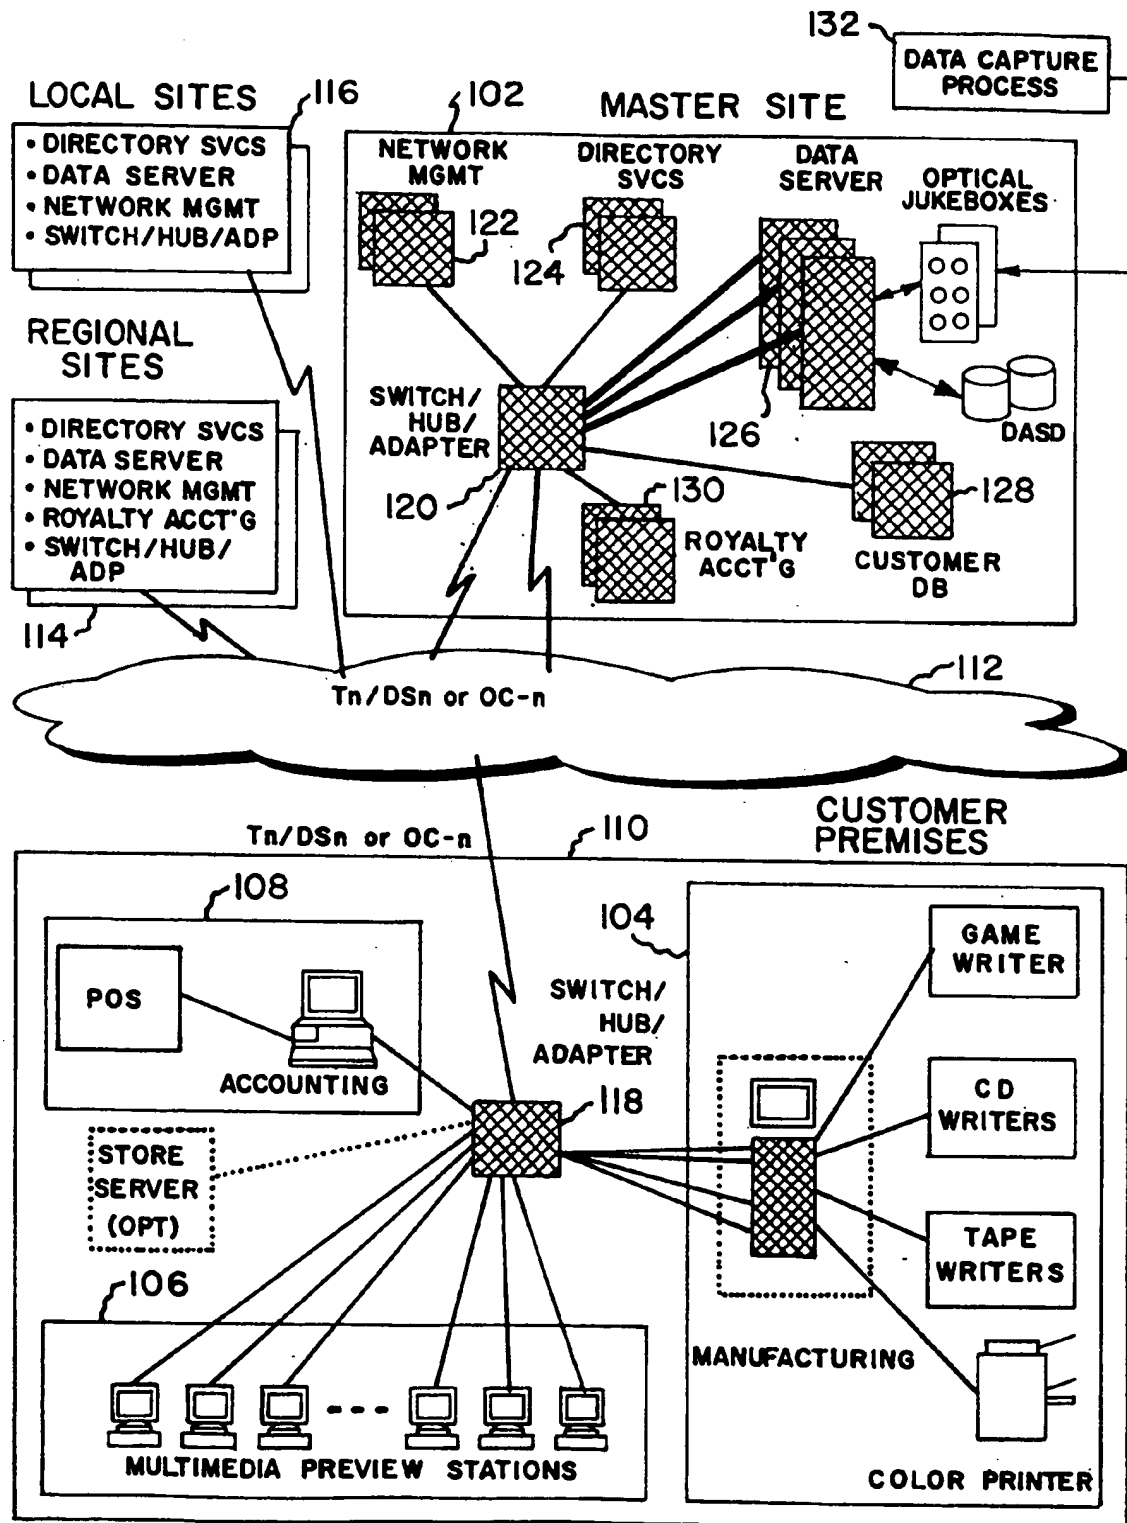 132
DATA CAPTURE
PROCESS
LOCAL SITES
116
• DIRECTORY SVCS
• DATA SERVER
• NETWORK MGMT
• SWITCH/HUB/ADP
102
MASTER SITE
NETWORK
MGMT
122
DIRECTORY
SVCS
124
DATA
SERVER
126
OPTICAL
JUKEBOXES
DASD
REGIONAL
SITES
• DIRECTORY SVCS
• DATA SERVER
• NETWORK MGMT
• ROYALTY ACCT'G
• SWITCH/HUB/
ADP
114
SWITCH/
HUB/
ADAPTER
120
130
ROYALTY
ACCT'G
128
CUSTOMER
DB
112
Tn/DSn or OC-n
Tn/DSn or OC-n
110
CUSTOMER
PREMISES
108
POS
ACCOUNTING
SWITCH/
HUB/
ADAPTER
118
STORE
SERVER
(OPT)
106
MULTIMEDIA PREVIEW STATIONS
104
GAME
WRITER
CD
WRITERS
TAPE
WRITERS
MANUFACTURING
COLOR PRINTER